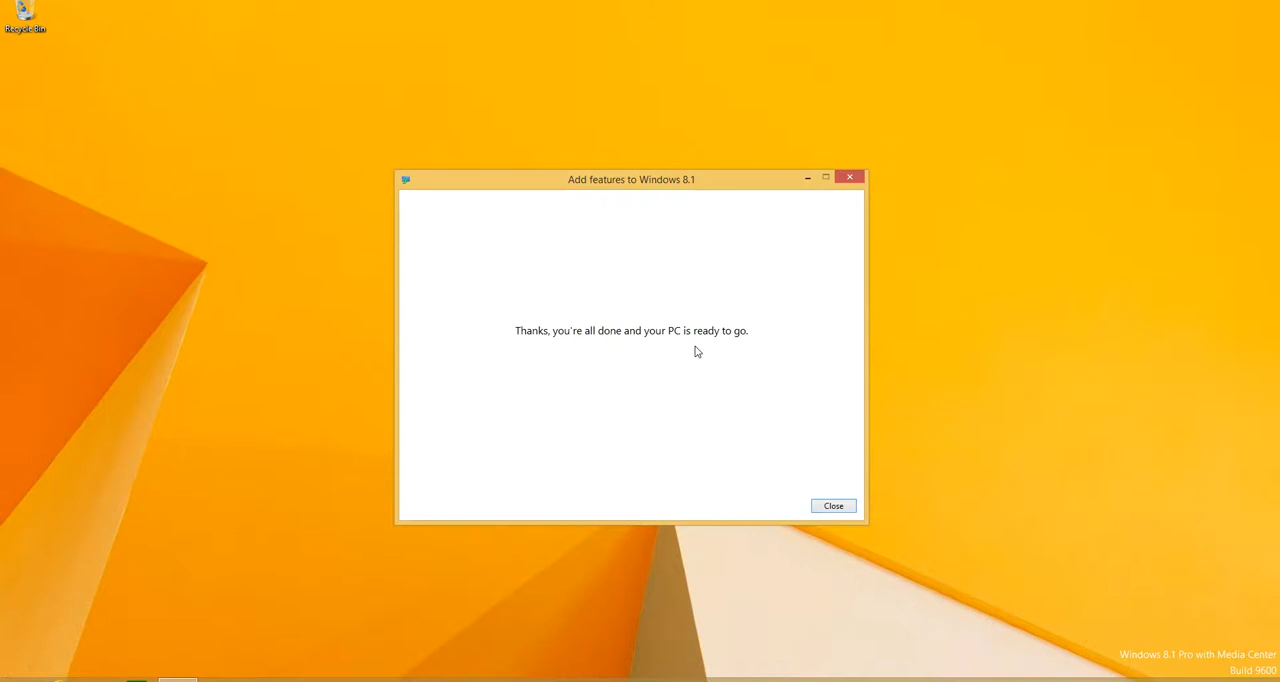 Recycle Bin
Add features to Windows 8.1
Thanks, you're all done and your PC is ready to go.
Close
Windows 8.1 Pro with Media Center
Build 9600